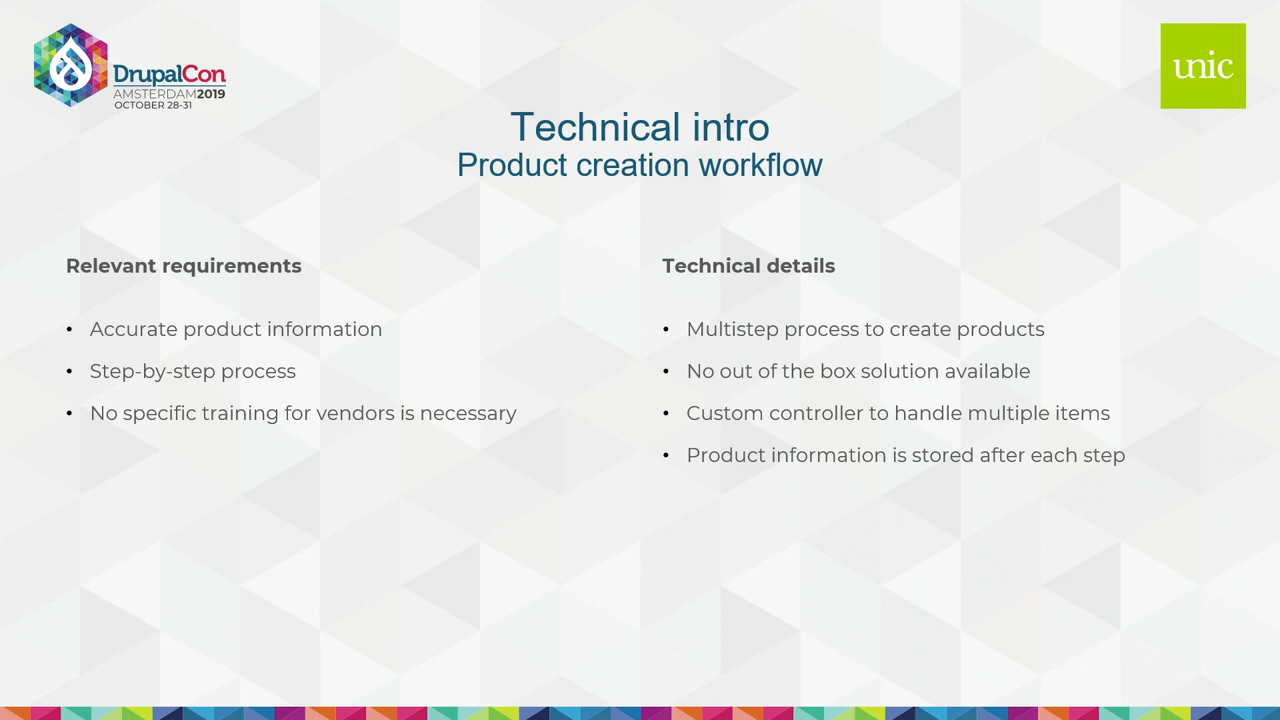 DrupalCon
AMSTERDAM2019
OCTOBER 28-31
unic
Technical intro
Product creation workflow
Relevant requirements
• Accurate product information
• Step-by-step process
• No specific training for vendors is necessary
Technical details
• Multistep process to create products
• No out of the box solution available
• Custom controller to handle multiple items
• Product information is stored after each step